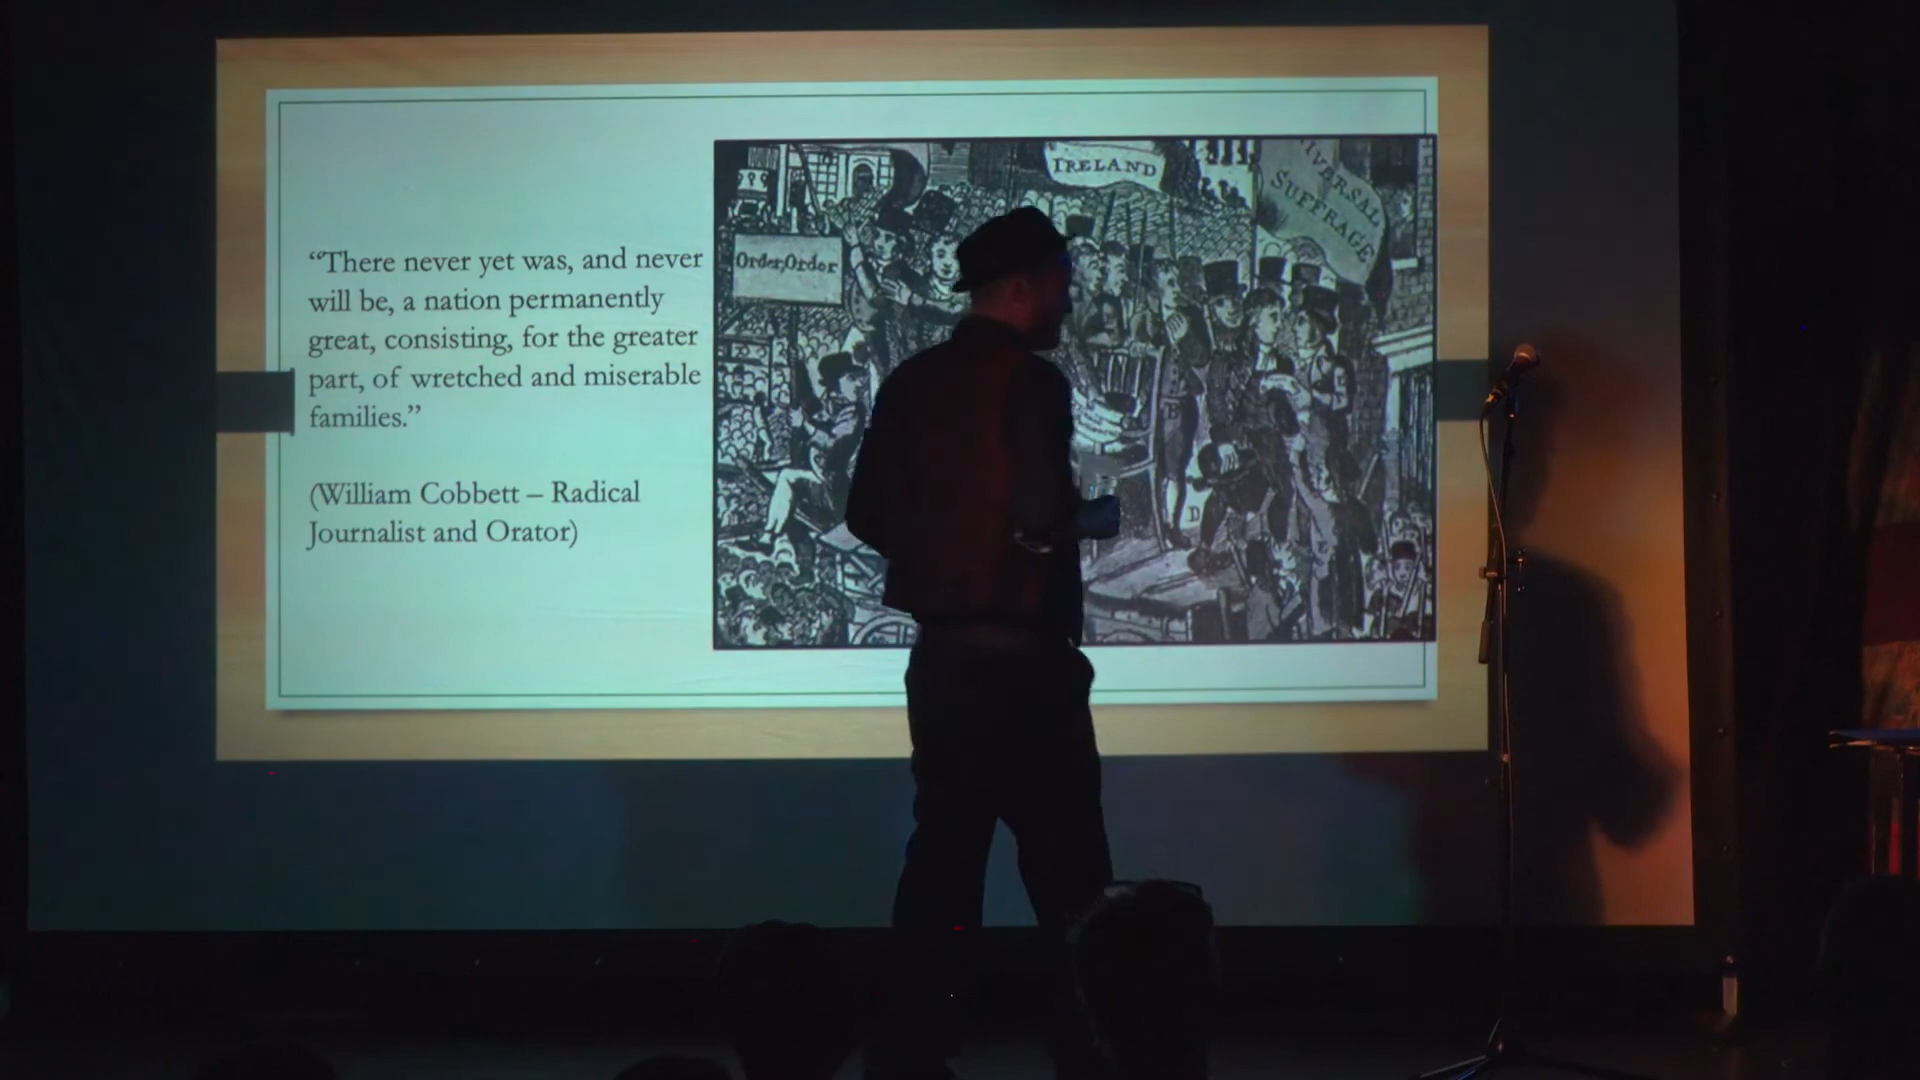 “There never yet was, and never
will be, a nation permanently
great, consisting, for the greater
part, of wretched and miserable
families.”
(William Cobbett – Radical
Journalist and Orator)
IRELAND
IVERSAL
SUFFRAGE
Order, Order
B
D
E